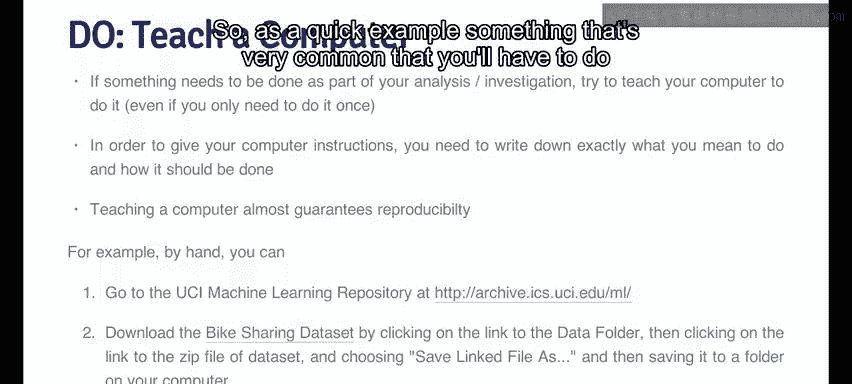 DO: Teach a Computer
So, as a quick example something that's
very common that you'll have to do
· If something needs to be done as part of your analysis / investigation, try to teach your computer to
do it (even if you only need to do it once)
· In order to give your computer instructions, you need to write down exactly what you mean to do
and how it should be done
· Teaching a computer almost guarantees reproducibilty
For example, by hand, you can
1. Go to the UCI Machine Learning Repository at http://archive.ics.uci.edu/ml/
2. Download the Bike Sharing Dataset by clicking on the link to the Data Folder, then clicking on the
link to the zip file of dataset, and choosing "Save Linked File As..." and then saving it to a folder
on your computer